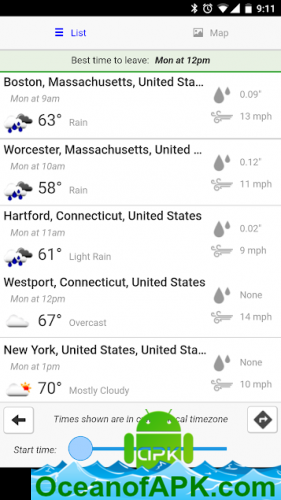 9:11
List
Map
Best time to leave: Mon at 12pm
Boston, Massachusetts, United Sta...
Mon at 9am
0.09"
63° Rain
13 mph
Worcester, Massachusetts, United ...
Mon at 10am
0.12"
58° Rain
11 mph
Hartford, Connecticut, United States
Mon at 11am
0.02"
61° Light Rain
9 mph
Westport, Connecticut, United States
Mon at 12pm
None
67° Overcast
14 mph
New York, United States, United Sta...
Mon at 1pm
None
70° Mostly Cloudy
10 mph
Times shown are in timezone
Start time:
APK
OceanofAPK.com